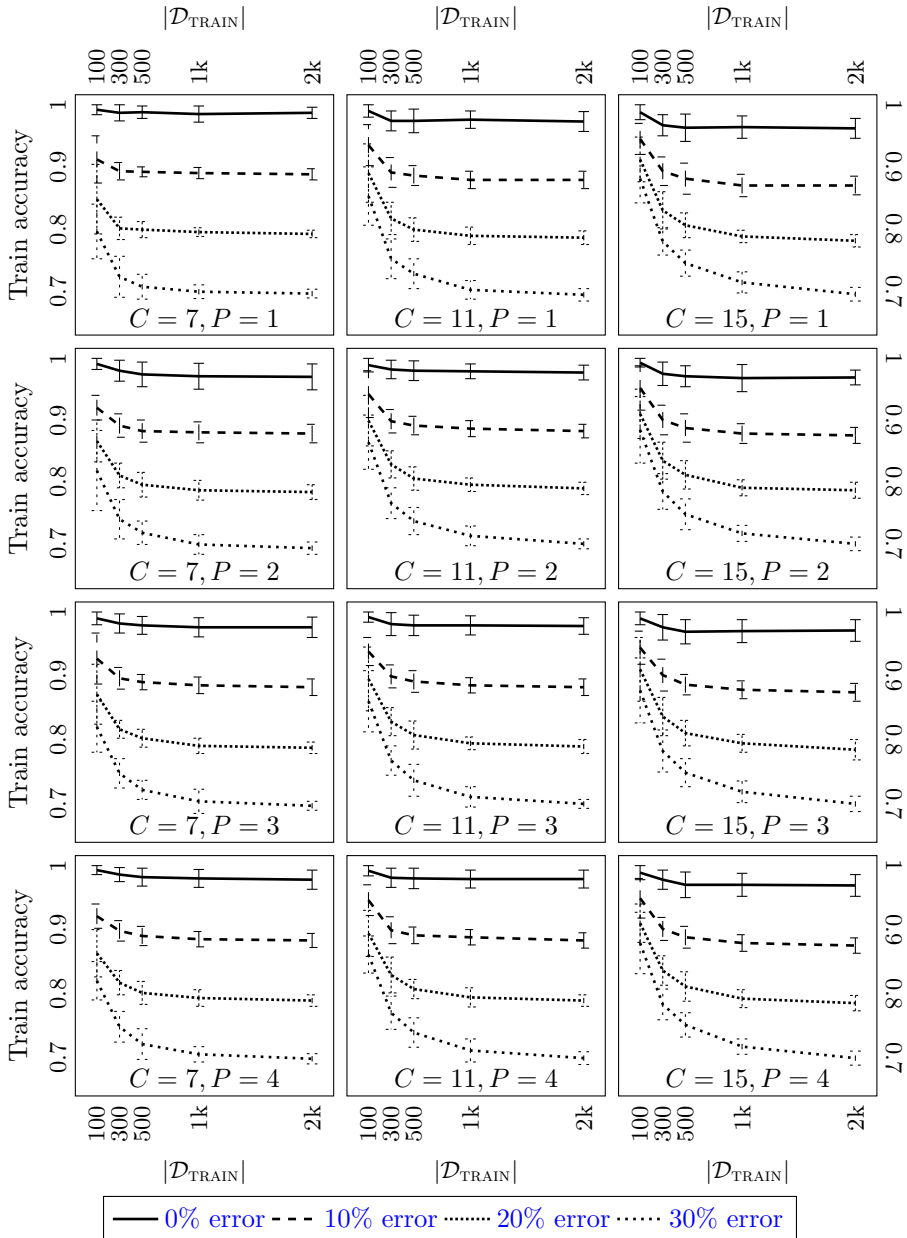 |𝒟TRAIN| |𝒟TRAIN| |𝒟TRAIN|
100 300 500 1k 2k 100 300 500 1k 2k 100 300 500 1k 2k
Train accuracy 1 0.9 0.8 0.7
C = 7, P = 1
C = 11, P = 1
C = 15, P = 1
1 0.9 0.8 0.7
Train accuracy 1 0.9 0.8 0.7
C = 7, P = 2
C = 11, P = 2
C = 15, P = 2
1 0.9 0.8 0.7
Train accuracy 1 0.9 0.8 0.7
C = 7, P = 3
C = 11, P = 3
C = 15, P = 3
1 0.9 0.8 0.7
Train accuracy 1 0.9 0.8 0.7
C = 7, P = 4
C = 11, P = 4
C = 15, P = 4
1 0.9 0.8 0.7
100 300 500 1k 2k 100 300 500 1k 2k 100 300 500 1k 2k
|𝒟TRAIN| |𝒟TRAIN| |𝒟TRAIN|
0% error 10% error 20% error 30% error